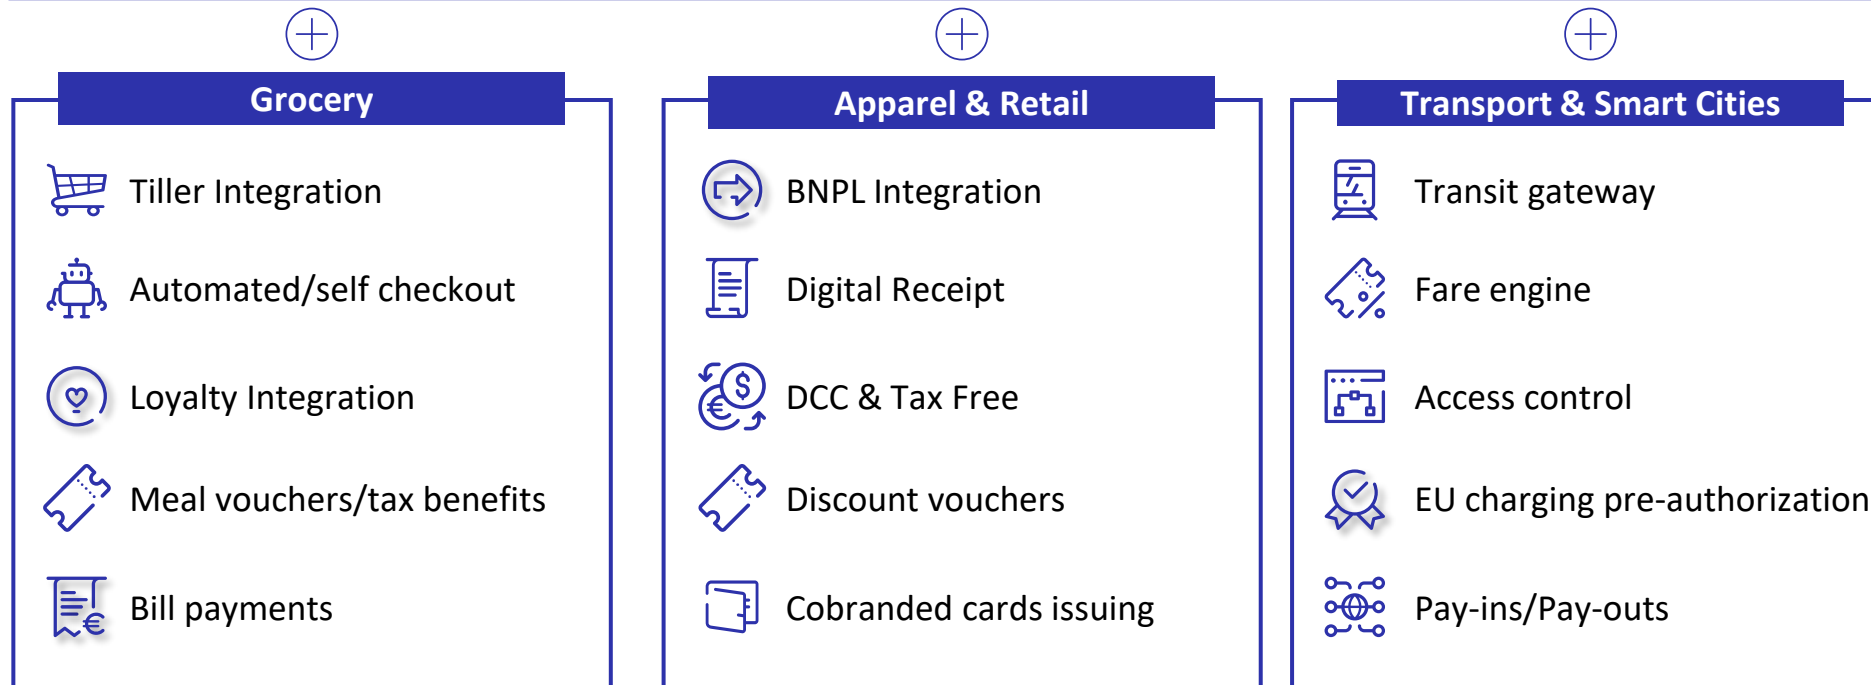 Grocery
Tiller Integration
Automated/self checkout
Loyalty Integration
Meal vouchers/tax benefits
Bill payments
Apparel & Retail
BNPL Integration
Digital Receipt
DCC & Tax Free
Discount vouchers
Cobranded cards issuing
Transport & Smart Cities
Transit gateway
Fare engine
Access control
EU charging pre-authorization
Pay-ins/Pay-outs